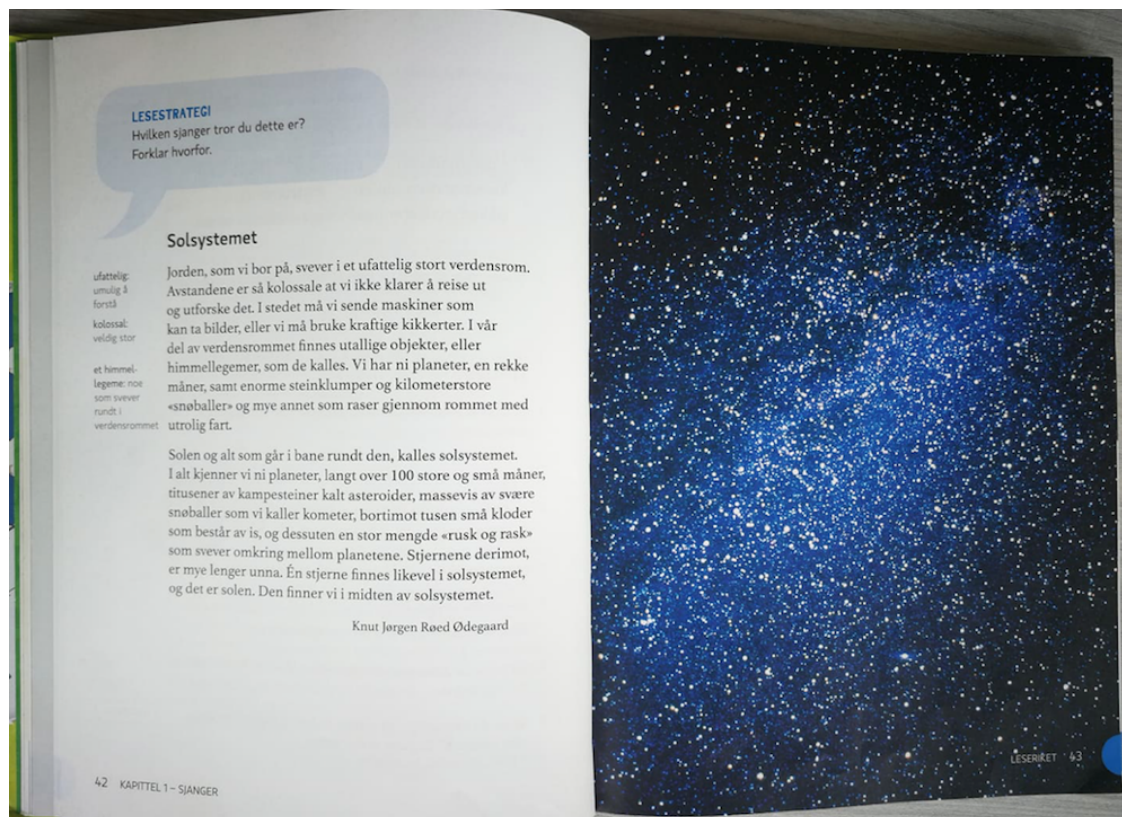 LESESTRATEGI
Hvilken sjanger tror du dette er?
Forklar hvorfor.
Solsystemet
ufattelig:
umulig å
forstå
kolossal:
veldig stor
et himmel-
legeme: noe
som svever
rundt i
verdensrommet
Jorden, som vi bor på, svever i et ufattelig stort verdensrom.
Avstandene er så kolossale at vi ikke klarer å reise ut
og utforske det. I stedet må vi sende maskiner som
kan ta bilder, eller vi må bruke kraftige kikkerter. I vår
del av verdensrommet finnes utallige objekter, eller
himmellegemer, som de kalles. Vi har ni planeter, en rekke
måner, samt enorme steinklumper og kilometerstore
«snøballer» og mye annet som raser gjennom rommet med
utrolig fart.
Solen og alt som går i bane rundt den, kalles solsystemet.
I alt kjenner vi ni planeter, langt over 100 store og små måner,
titusener av kampesteiner kalt asteroider, massevis av svære
snøballer som vi kaller kometer, bortimot tusen små kloder
som består av is, og dessuten en stor mengde «rusk og rask»
som svever omkring mellom planetene. Stjernene derimot,
er mye lenger unna. Én stjerne finnes likevel i solsystemet,
og det er solen. Den finner vi i midten av solsystemet.
Knut Jørgen Røed Ødegaard
42 KAPITTEL 1 – SJANGER
LESERIKET 43